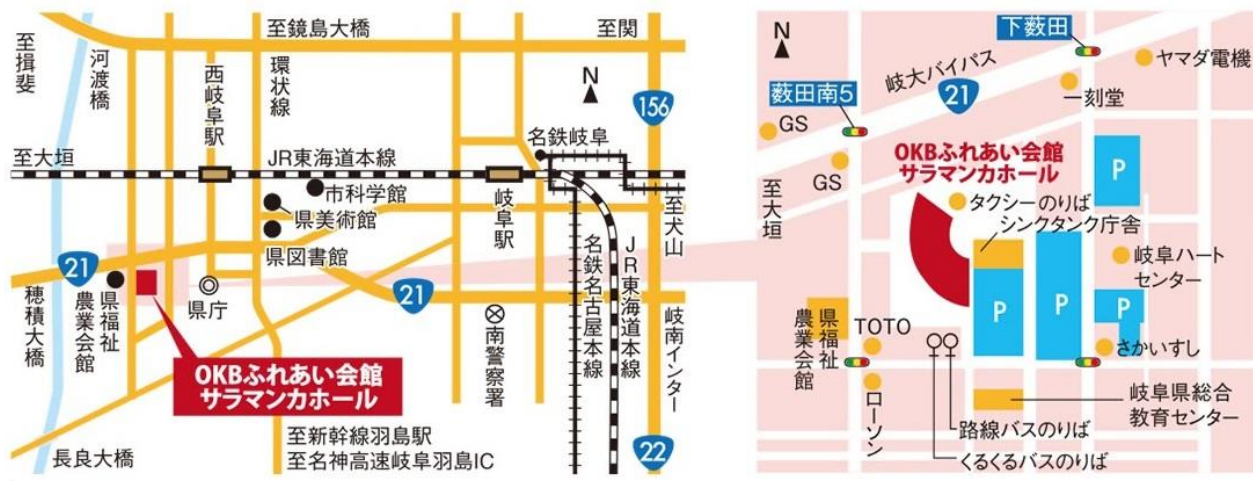 至鏡島大橋
至関
至揖斐
河渡橋
西岐阜駅
環状線
N
156
名鉄岐阜
至大垣
JR東海道本線
市科学館
県美術館
県図書館
岐阜駅
至犬山
名鉄名古屋本線
JR東海道本線
21
穂積大橋
県福祉
農業会館
県庁
21
南警察署
岐南インター
OKBふれあい会館
サラマンカホール
至新幹線羽島駅
至名神高速岐阜羽島IC
長良大橋
22
N
下薮田
ヤマダ電機
岐大バイパス
21
一刻堂
薮田南5
GS
GS
OKBふれあい会館
サラマンカホール
P
至大垣
タクシーのりば
シンクタンク庁舎
岐阜ハート
センター
P
P
P
県福祉
農業会館
TOTO
さかいすし
ローソン
岐阜県総合
教育センター
路線バスのりば
くるくるバスのりば